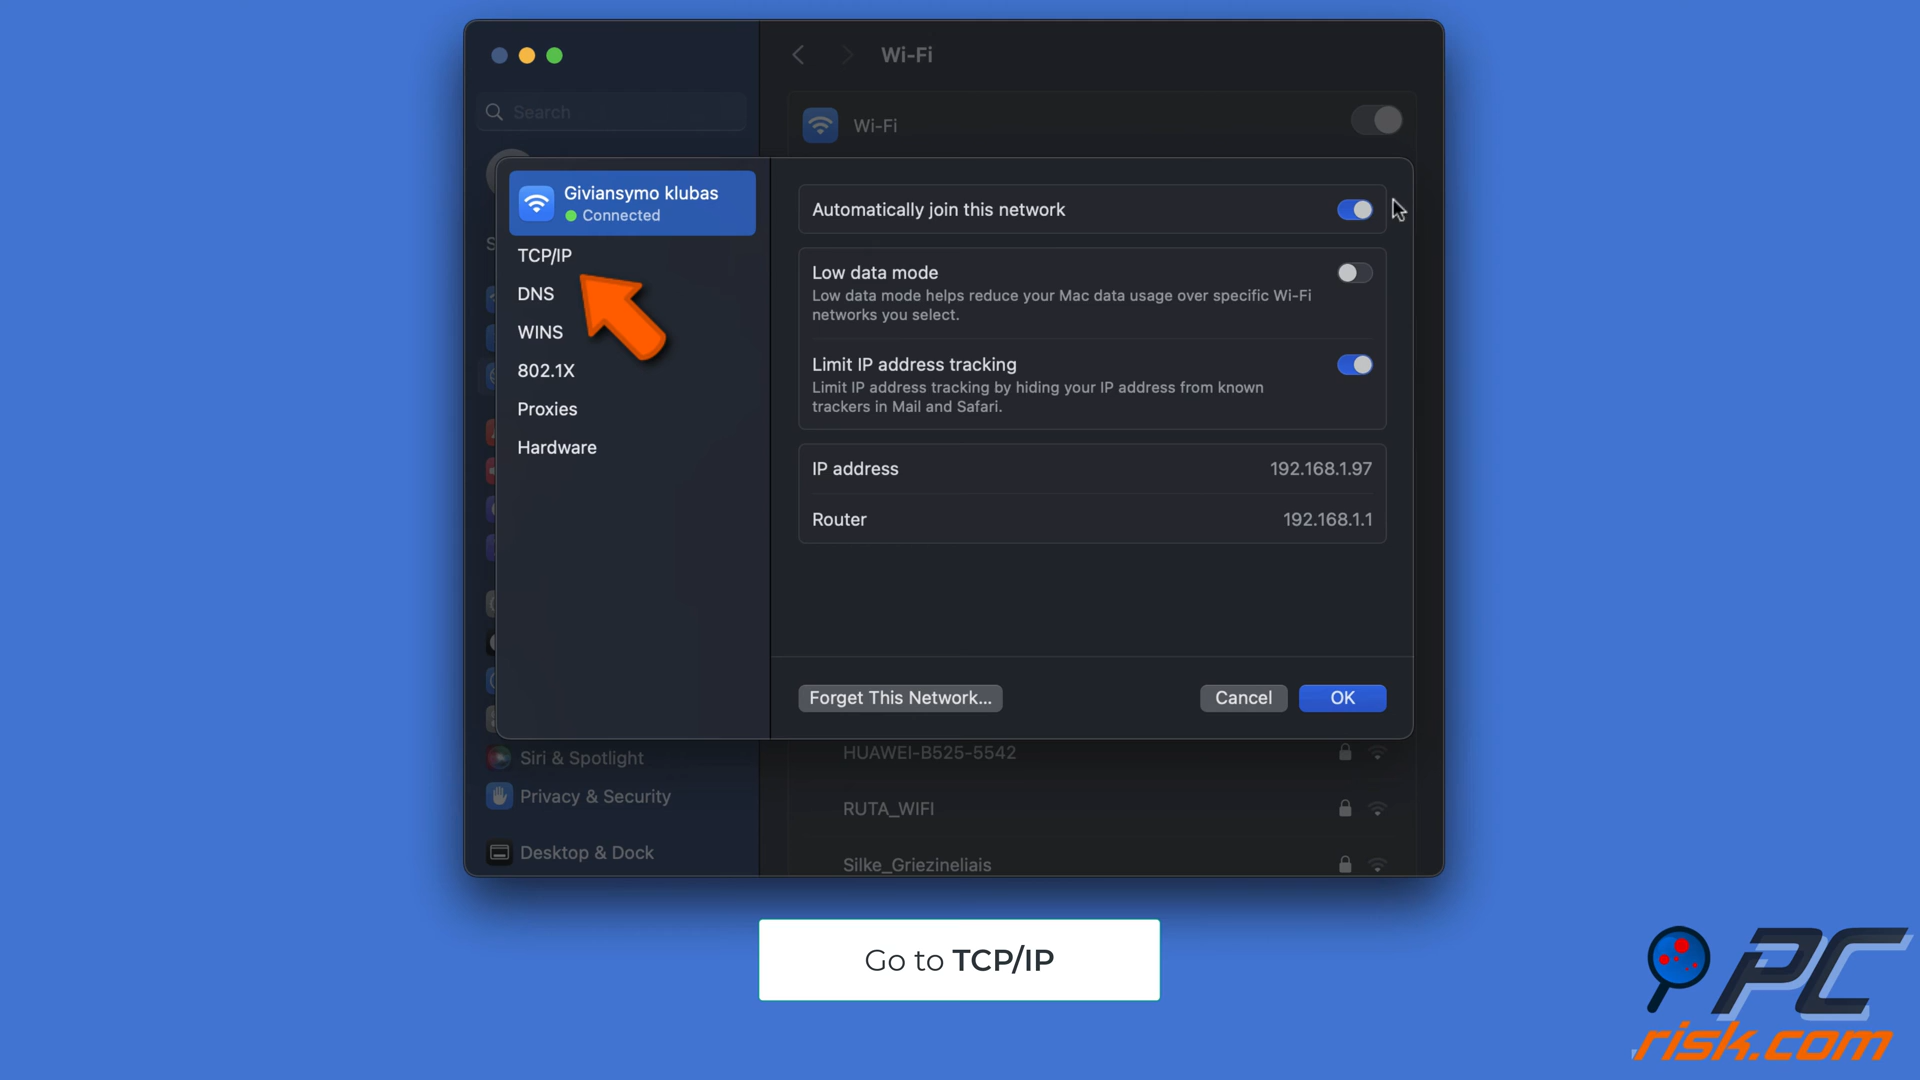 Wi-Fi
Search
Wi-Fi
Giviansymo klubas
Connected
TCP/IP
DNS
WINS
802.1X
Proxies
Hardware
Automatically join this network
Low data mode
Low data mode helps reduce your Mac data usage over specific Wi-Fi
networks you select.
Limit IP address tracking
Limit IP address tracking by hiding your IP address from known
trackers in Mail and Safari.
IP address 192.168.1.97
Router 192.168.1.1
Forget This Network... Cancel OK
Siri & Spotlight
Privacy & Security
Desktop & Dock
HUAWEI-B525-5542
RUTA_WIFI
Silke_Griezineliais
Go to TCP/IP
PC
risk.com